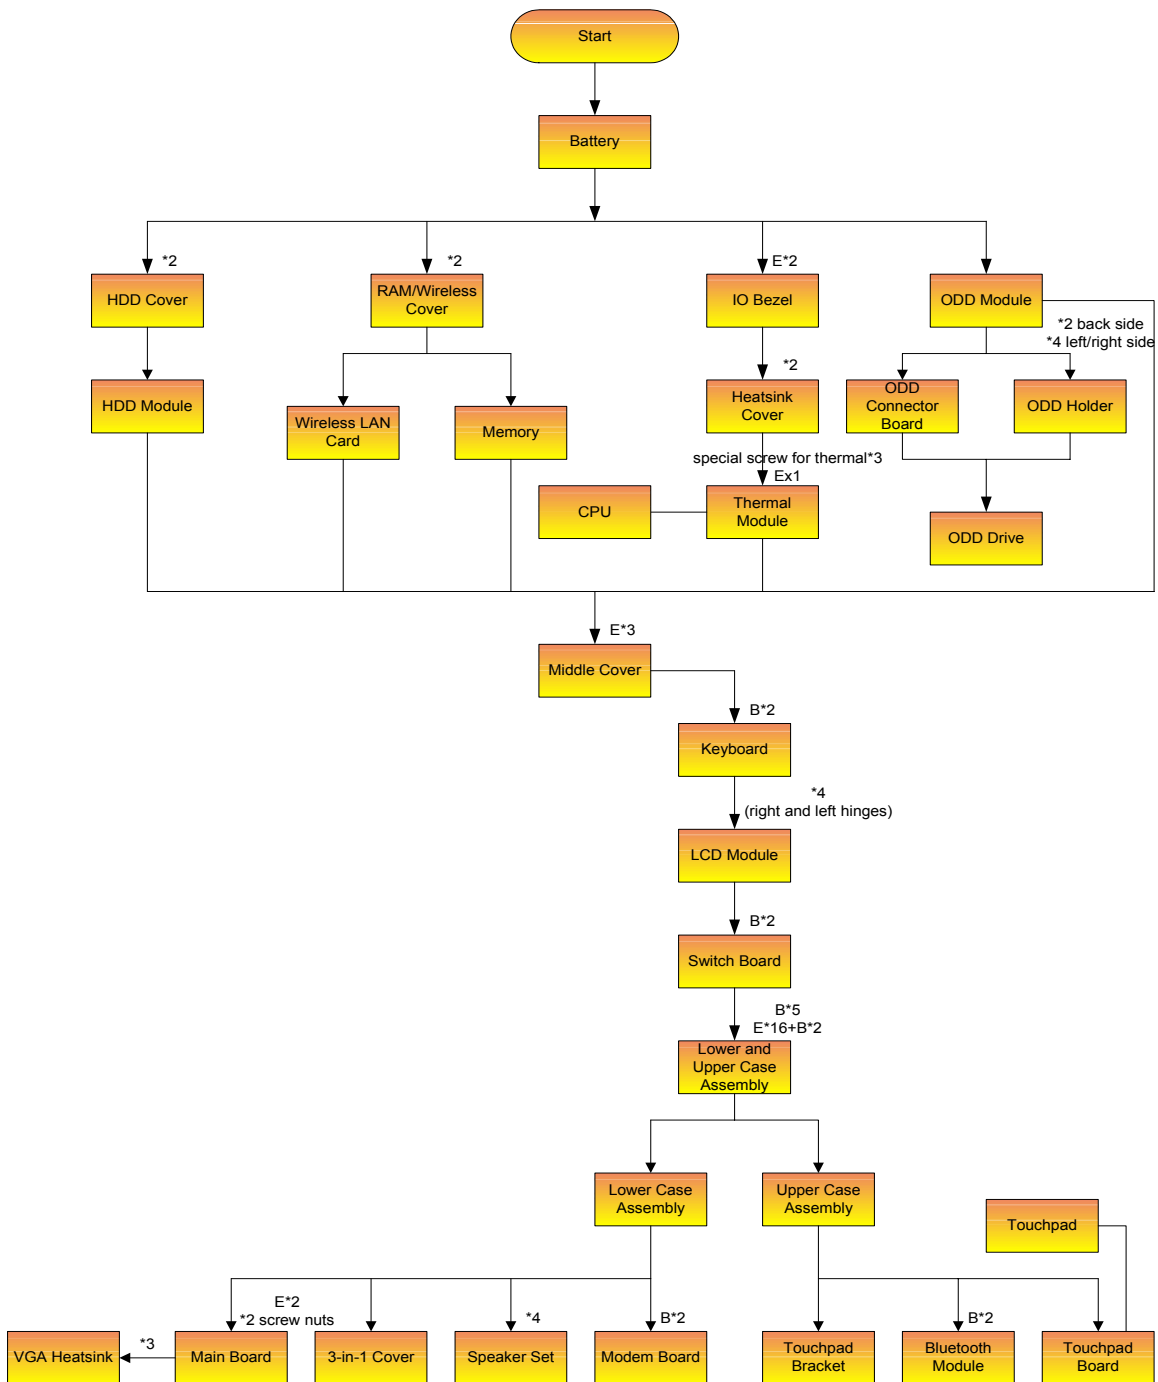 Start
Battery
*2
*2
E*2
HDD Cover
RAM/Wireless
Cover
IO Bezel
ODD Module
*2 back side
*4 left/right side
*2
HDD Module
Wireless LAN
Card
Memory
Heatsink
Cover
ODD
Connector
Board
ODD Holder
special screw for thermal*3
Ex1
CPU
Thermal
Module
ODD Drive
E*3
Middle Cover
B*2
Keyboard
*4
(right and left hinges)
LCD Module
B*2
Switch Board
B*5
E*16+B*2
Lower and
Upper Case
Assembly
Lower Case
Assembly
Upper Case
Assembly
Touchpad
E*2
*2 screw nuts
*4
B*2
B*2
*3
VGA Heatsink
Main Board
3-in-1 Cover
Speaker Set
Modem Board
Touchpad
Bracket
Bluetooth
Module
Touchpad
Board